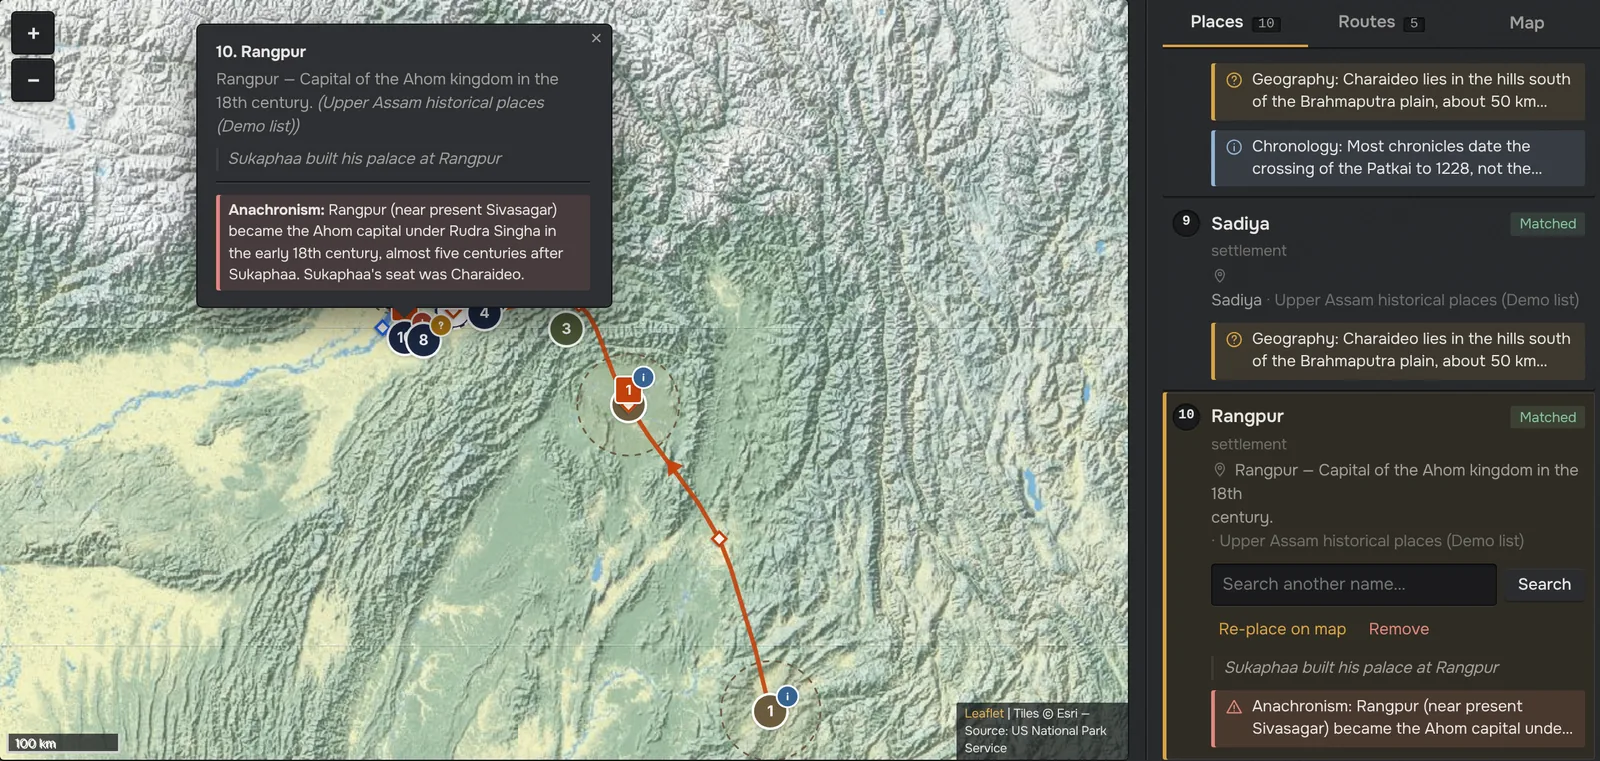 +
−
×
10. Rangpur
Rangpur — Capital of the Ahom kingdom in the
18th century. (Upper Assam historical places
(Demo list))
Sukaphaa built his palace at Rangpur
Anachronism: Rangpur (near present Sivasagar)
became the Ahom capital under Rudra Singha in
the early 18th century, almost five centuries after
Sukaphaa. Sukaphaa's seat was Charaideo.
8
?
4
3
1
i
1
i
100 km
Leaflet | Tiles © Esri —
Source: US National Park
Service
Places 10 Routes 5 Map
Geography: Charaideo lies in the hills south
of the Brahmaputra plain, about 50 km...
Chronology: Most chronicles date the
crossing of the Patkai to 1228, not the...
9 Sadiya Matched
settlement
Sadiya · Upper Assam historical places (Demo list)
Geography: Charaideo lies in the hills south
of the Brahmaputra plain, about 50 km...
10 Rangpur Matched
settlement
Rangpur — Capital of the Ahom kingdom in the
18th
century.
· Upper Assam historical places (Demo list)
Search another name... Search
Re-place on map Remove
Sukaphaa built his palace at Rangpur
Anachronism: Rangpur (near present
Sivasagar) became the Ahom capital unde...